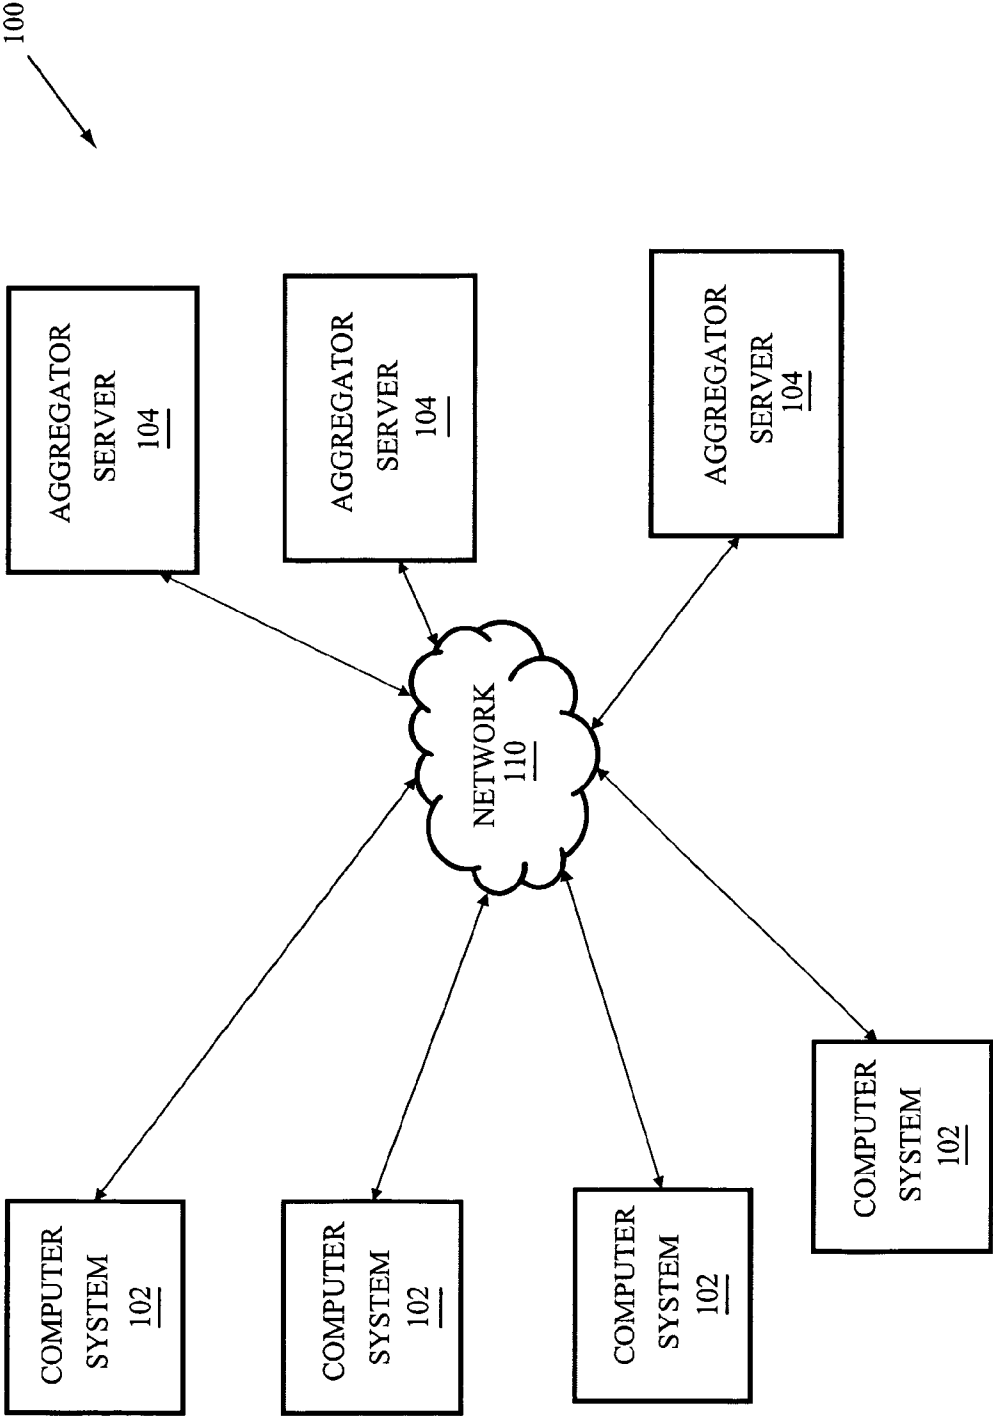 100
COMPUTER
SYSTEM
102
COMPUTER
SYSTEM
102
COMPUTER
SYSTEM
102
COMPUTER
SYSTEM
102
NETWORK
110
AGGREGATOR
SERVER
104
AGGREGATOR
SERVER
104
AGGREGATOR
SERVER
104